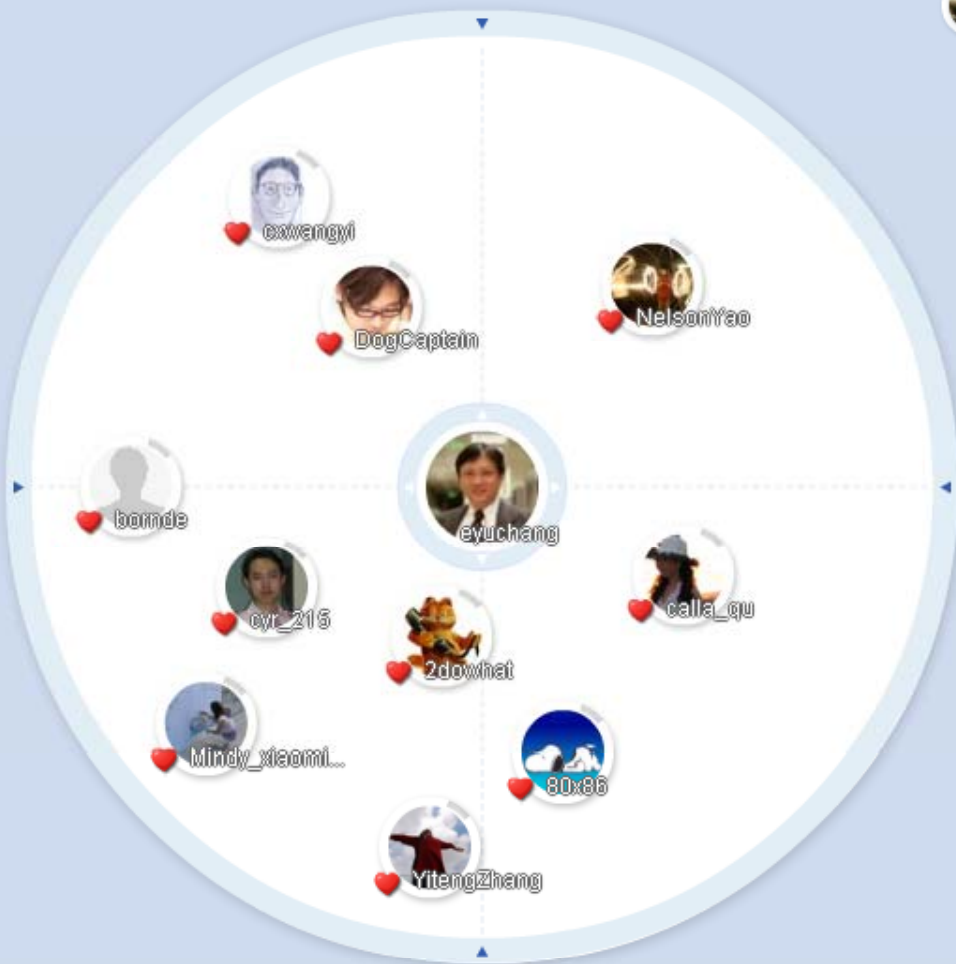 cxwangyi
NelsonYao
DogCaptain
bornde
eyuchang
cyr_215
calla_qu
2dowhat
Mindy_xiaomi...
80x86
YitengZhang